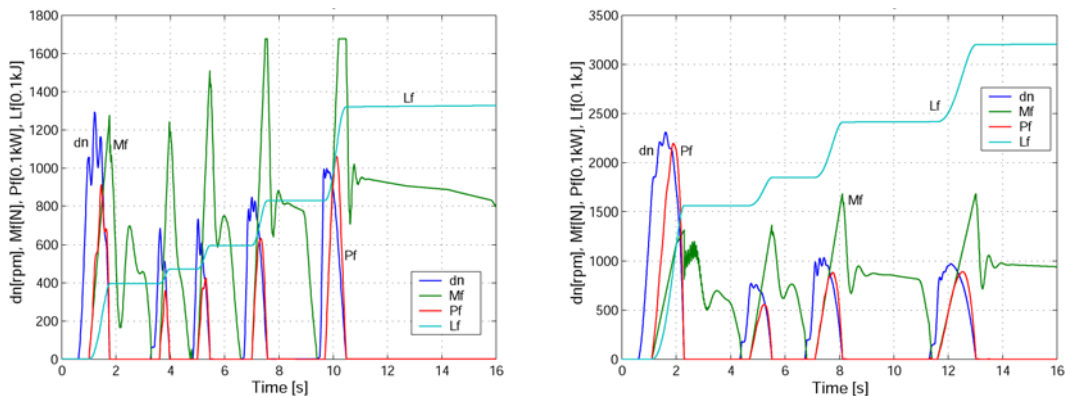 1800
1600
1400
1200
1000
800
600
400
200
0
dn[rpm], Mf[N], Pf[0.1kW], Lf[0.1kJ]
dn
Mf
Lf
Pf
dn
Mf
Pf
Lf
0 2 4 6 8 10 12 14 16
Time [s]
3500
3000
2500
2000
1500
1000
500
0
dn[rpm], Mf[N], Pf[0.1kW], Lf[0.1kJ]
Lf
dn
Pf
Mf
dn
Mf
Pf
Lf
0 2 4 6 8 10 12 14 16
Time [s]